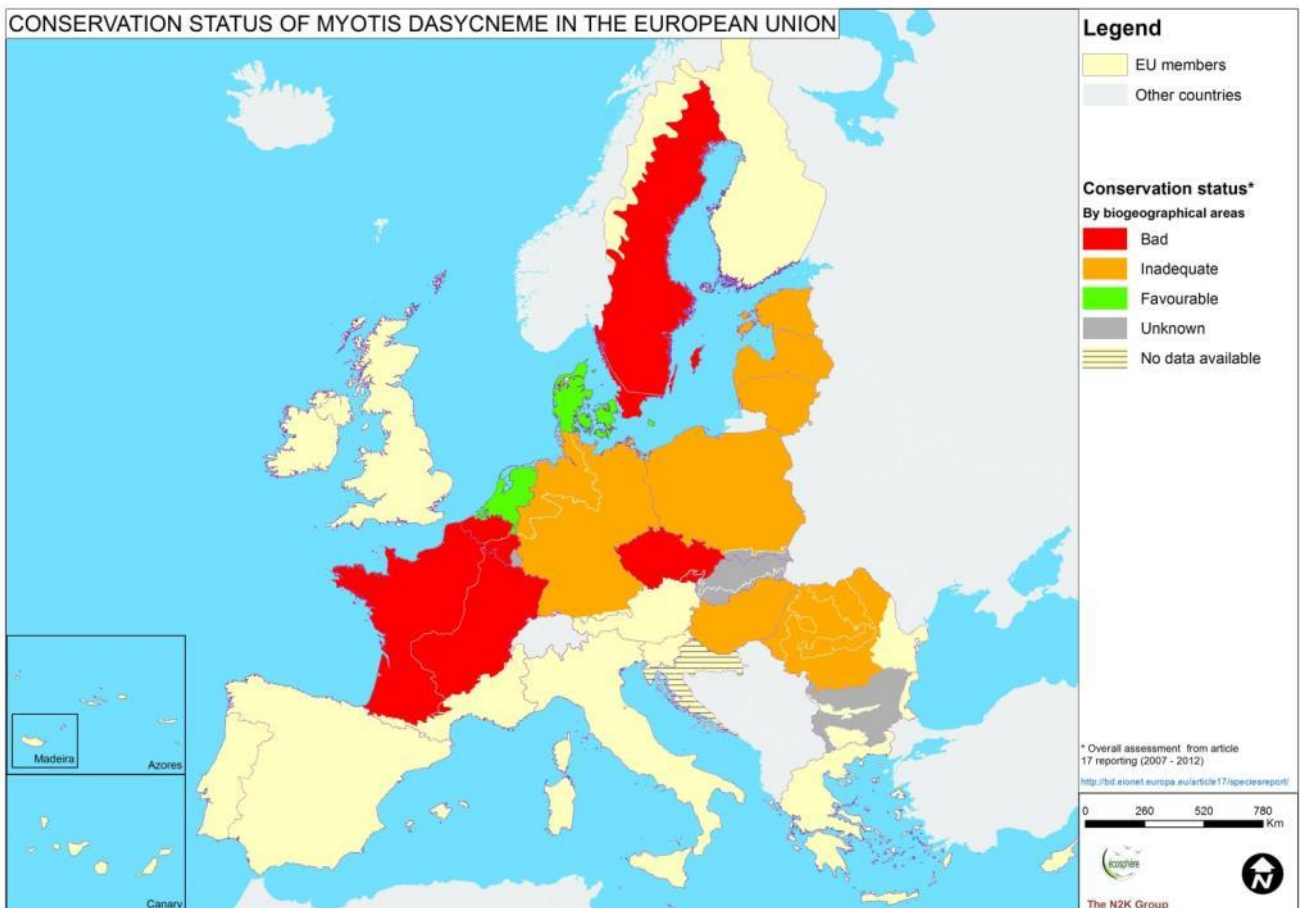 CONSERVATION STATUS OF MYOTIS DASYCNEME IN THE EUROPEAN UNION
Legend
EU members
Other countries
Conservation status*
By biogeographical areas
Bad
Inadequate
Favourable
Unknown
No data available
Madeira
Azores
Canary
* Overall assessment from article
17 reporting (2007 - 2012)
http://bd.eionet.europa.eu/article17/speciesreport/
0 260 520 780
Km
écosphère
N
The N2K Group